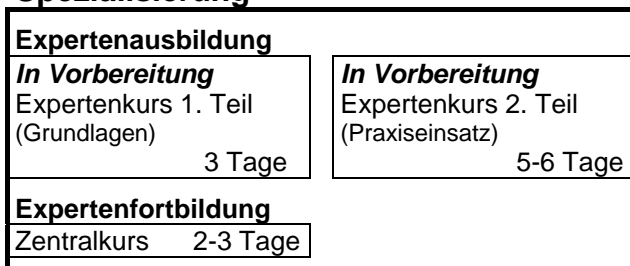 Expertenausbildung
In Vorbereitung
Expertenkurs 1. Teil
(Grundlagen)
3 Tage
In Vorbereitung
Expertenkurs 2. Teil
(Praxiseinsatz)
5-6 Tage
Expertenfortbildung
Zentralkurs 2-3 Tage